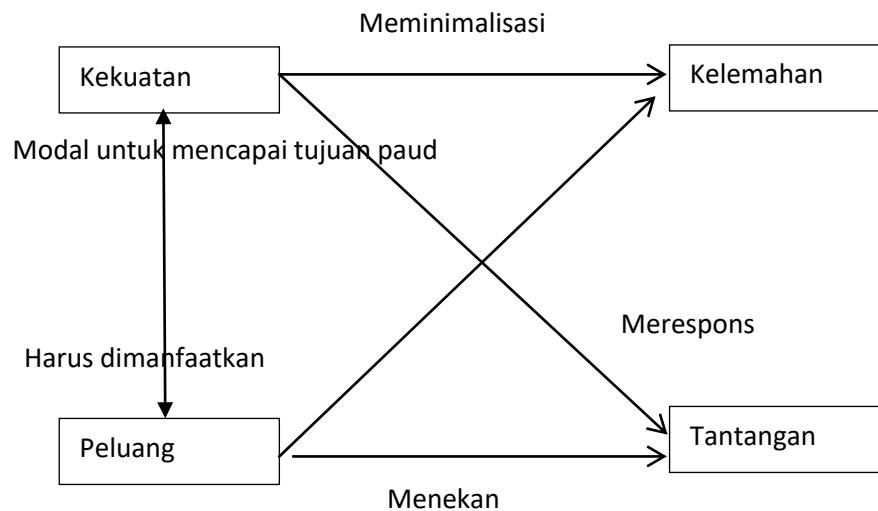 Meminimalisasi
Kekuatan
Kelemahan
Modal untuk mencapai tujuan paud
Merespons
Harus dimanfaatkan
Peluang
Tantangan
Menekan